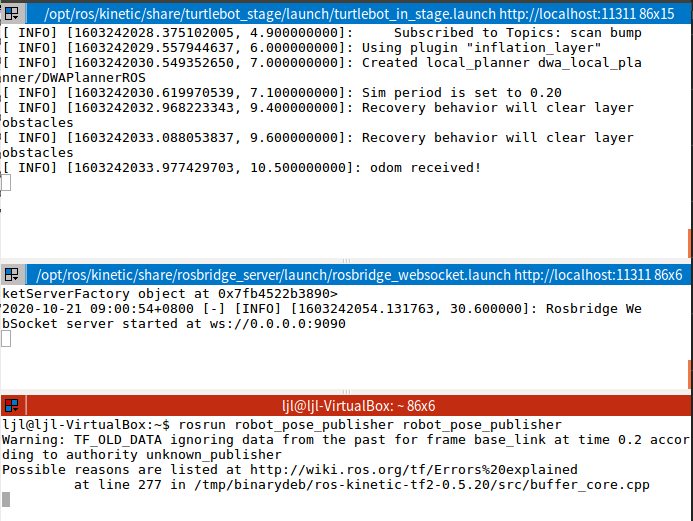 /opt/ros/kinetic/share/turtlebot_stage/launch/turtlebot_in_stage.launch http://localhost:11311 86x15
[ INFO] [1603242028.375102005, 4.900000000]:     Subscribed to Topics: scan bump
[ INFO] [1603242029.557944637, 6.000000000]: Using plugin "inflation_layer"
[ INFO] [1603242030.549352650, 7.000000000]: Created local_planner dwa_local_pla
nner/DWAPlannerROS
[ INFO] [1603242030.619970539, 7.100000000]: Sim period is set to 0.20
[ INFO] [1603242032.968223343, 9.400000000]: Recovery behavior will clear layer
obstacles
[ INFO] [1603242033.088053837, 9.600000000]: Recovery behavior will clear layer
obstacles
[ INFO] [1603242033.977429703, 10.500000000]: odom received!
/opt/ros/kinetic/share/rosbridge_server/launch/rosbridge_websocket.launch http://localhost:11311 86x6
ketServerFactory object at 0x7fb4522b3890>
2020-10-21 09:00:54+0800 [-] [INFO] [1603242054.131763, 30.600000]: Rosbridge We
bSocket server started at ws://0.0.0.0:9090
ljl@ljl-VirtualBox: ~ 86x6
ljl@ljl-VirtualBox:~$ rosrun robot_pose_publisher robot_pose_publisher
Warning: TF_OLD_DATA ignoring data from the past for frame base_link at time 0.2 accor
ding to authority unknown_publisher
Possible reasons are listed at http://wiki.ros.org/tf/Errors%20explained
         at line 277 in /tmp/binarydeb/ros-kinetic-tf2-0.5.20/src/buffer_core.cpp